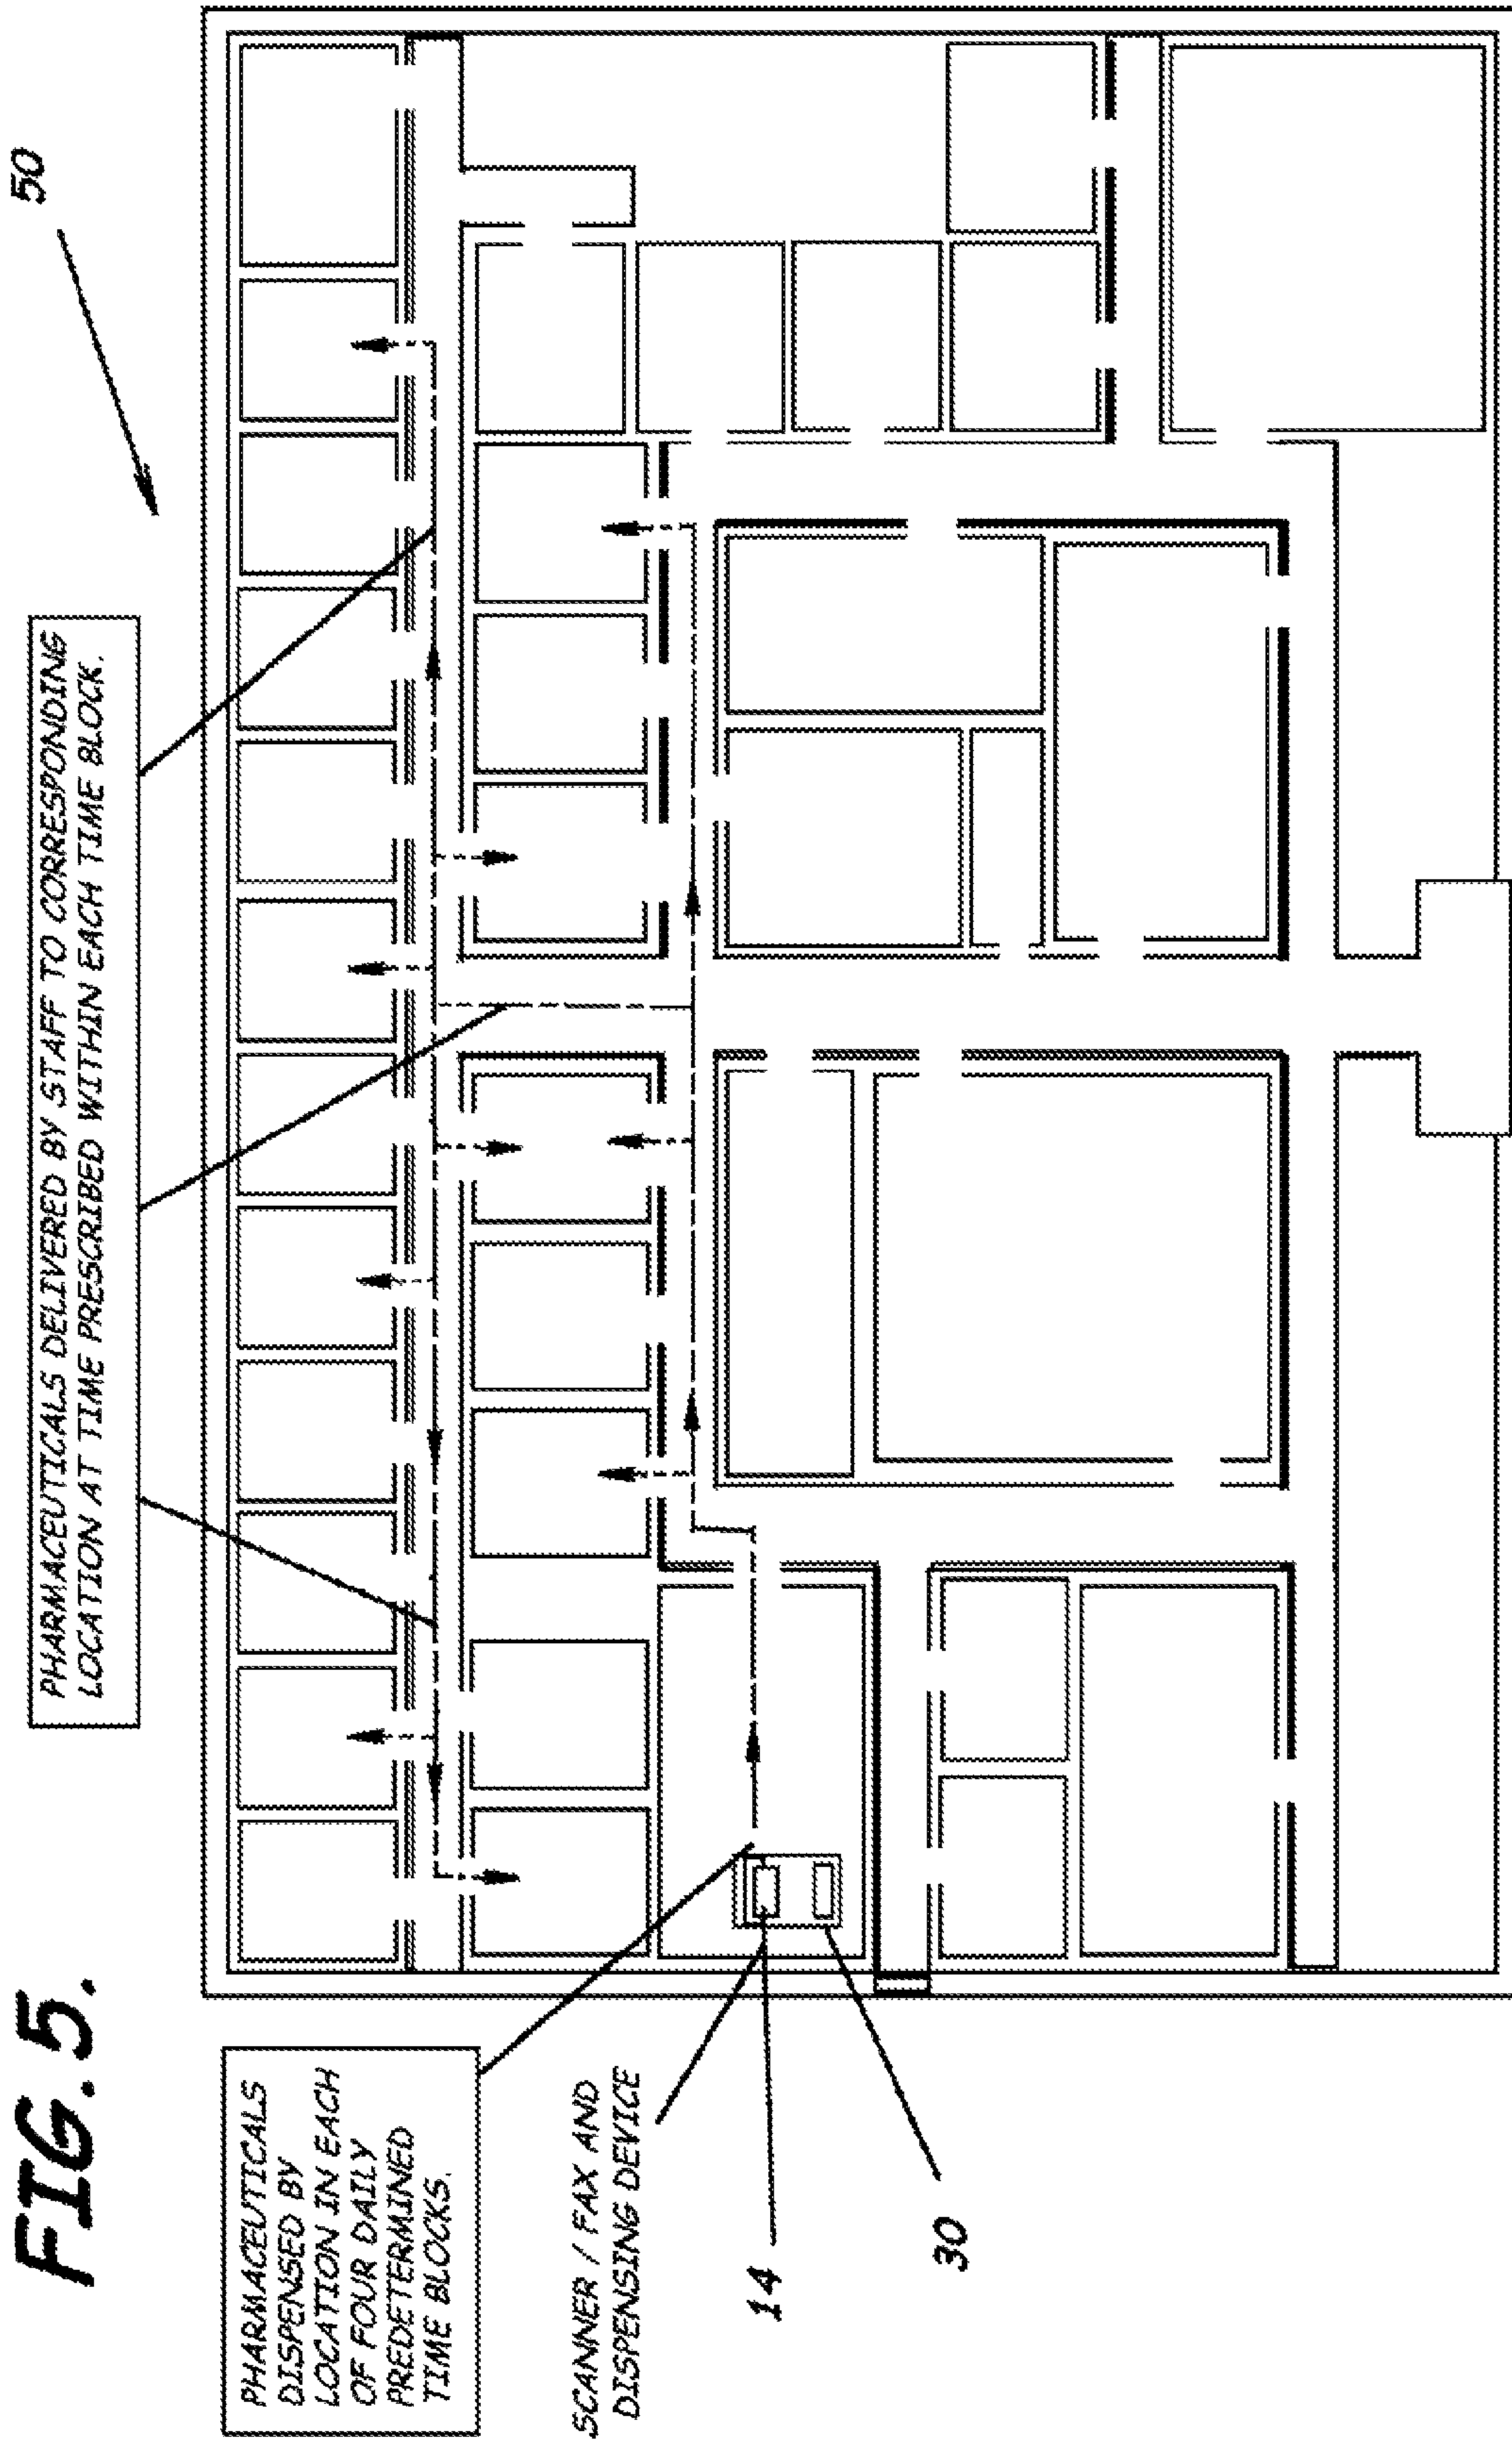 FIG. 5.
50
PHARMACEUTICALS DELIVERED BY STAFF TO CORRESPONDING
LOCATION AT TIME PRESCRIBED WITHIN EACH TIME BLOCK.
PHARMACEUTICALS
DISPENSED BY
LOCATION IN EACH
OF FOUR DAILY
PREDETERMINED
TIME BLOCKS.
SCANNER / FAX AND
DISPENSING DEVICE
14
30